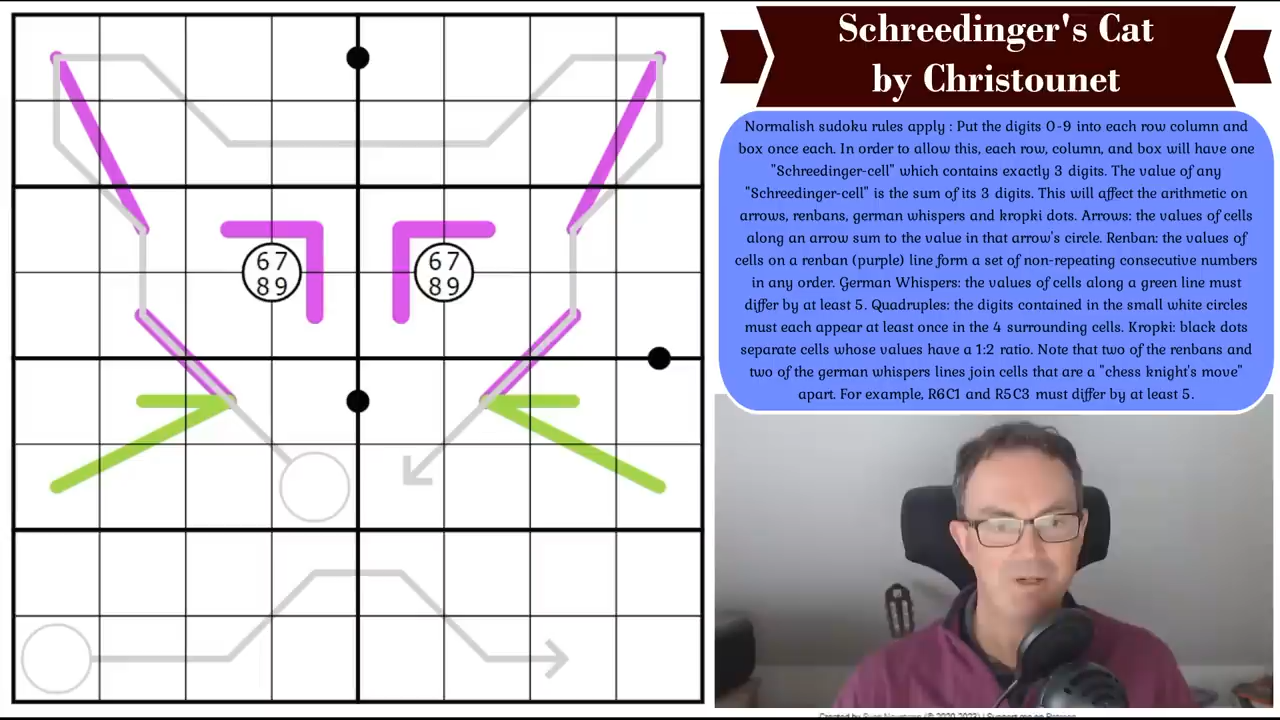 Schreedinger's Cat
by Christounet
Normalish sudoku rules apply : Put the digits 0-9 into each row column and
box once each. In order to allow this, each row, column, and box will have one
"Schreedinger-cell" which contains exactly 3 digits. The value of any
"Schreedinger-cell" is the sum of its 3 digits. This will affect the arithmetic on
arrows, renbans, german whispers and kropki dots. Arrows: the values of cells
along an arrow sum to the value in that arrow's circle. Renban: the values of
cells on a renban (purple) line form a set of non-repeating consecutive numbers
in any order. German Whispers: the values of cells along a green line must
differ by at least 5. Quadruples: the digits contained in the small white circles
must each appear at least once in the 4 surrounding cells. Kropki: black dots
separate cells whose values have a 1:2 ratio. Note that two of the renbans and
two of the german whispers lines join cells that are a "chess knight's move"
apart. For example, R6C1 and R5C3 must differ by at least 5.
6 7
8 9
6 7
8 9